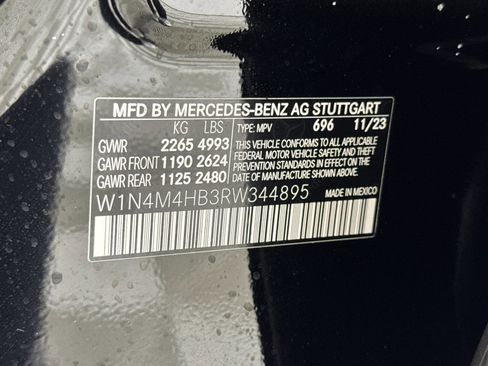 MFD BY MERCEDES-BENZ AG STUTTGART
KG LBS TYPE: MPV 696 11/23
GVWR 2265 4993
GAWR FRONT 1190 2624
GAWR REAR 1125 2480
THIS VEHICLE CONFORMS TO ALL APPLICABLE
FEDERAL MOTOR VEHICLE SAFETY AND THEFT
PREVENTION STANDARDS IN EFFECT ON THE
DATE OF MANUFACTURE SHOWN ABOVE.
W1N4M4HB3RW344895 MADE IN MEXICO